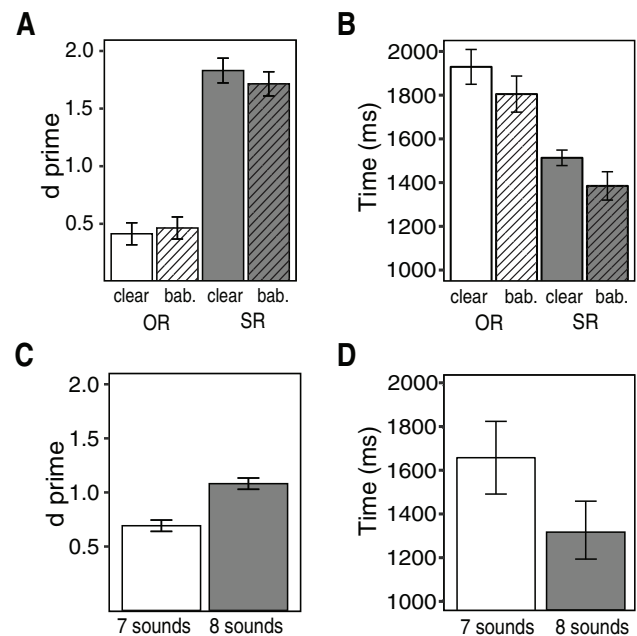 A
d prime
2.0
1.5
1.0
0.5
clear bab. clear bab.
OR SR
B
Time (ms)
2000
1800
1600
1400
1200
1000
clear bab. clear bab.
OR SR
C
d prime
2.0
1.5
1.0
0.5
7 sounds 8 sounds
D
Time (ms)
2000
1800
1600
1400
1200
1000
7 sounds 8 sounds